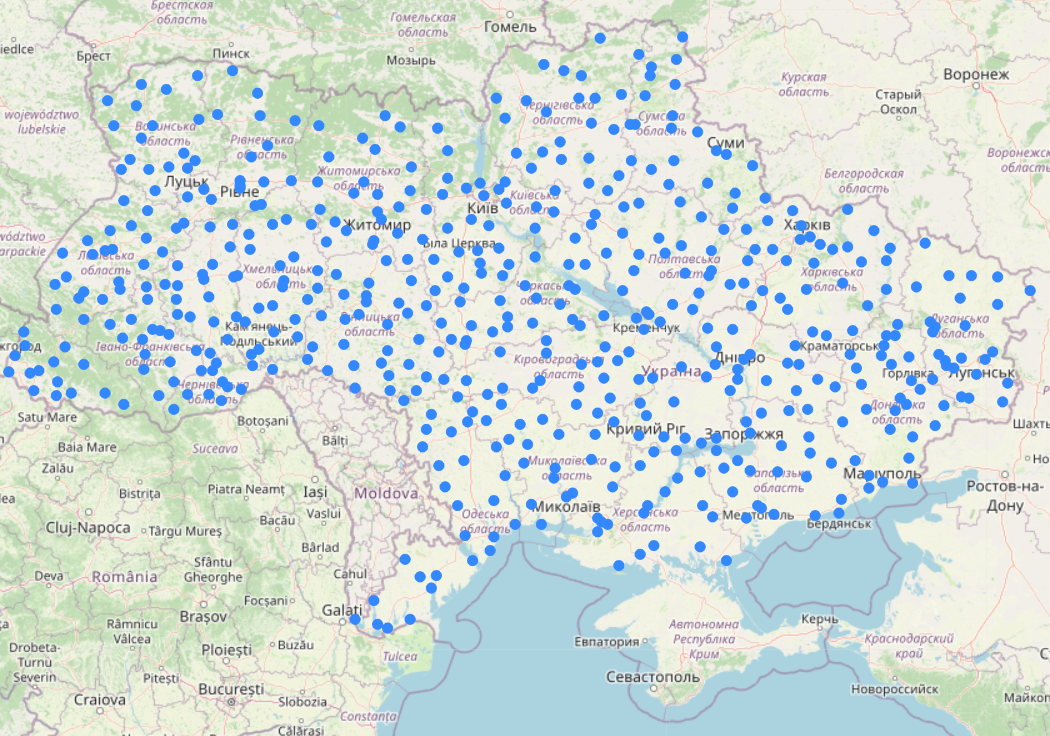 Брестская
область
Гомельская
область
Гомель
iedlce
Брест
Пинск
Мозырь
Курская
область
Воронеж
Старый
Оскол
województwo
lubelskie
Чернігівська
область
Сумська
область
Волинська
область
Рівненська
область
Суми
Воронежск
область
Житомирська
область
Белгородская
область
Луцьк
Рівне
Київська
область
Київ
Житомир
Харків
Біла Церква
Львівська
область
Полтавська
область
Хмельницька
область
Харківська
область
Черкаська
область
Вінницька
область
Луганська
область
Кам'янець-
Подільський
Кременчук
Івано-Франківська
область
Дніпро
Краматорськ
Кіровоградська
область
Україна
Горлівка
Луганськ
Чернівецька
область
Донецька
область
Satu Mare
Botoșani
Кривий Ріг
Запоріжжя
Шахты
Baia Mare
Suceava
Bălți
Zalău
Миколаївська
область
Запорізька
область
Маріуполь
Ростов-на-
Дону
Bistrița
Piatra Neamț
Iași
Moldova
Cluj-Napoca
Târgu Mureș
Bacău
Vaslui
Одеська
область
Миколаїв
Херсонська
область
Мелітополь
Бердянськ
Bârlad
Deva
România
Sfântu
Gheorghe
Cahul
Focșani
Galați
Brașov
Râmnicu
Vâlcea
Buzău
Автономна
Республіка
Крим
Евпатория
Керчь
Краснодарский
край
Drobeta-
Turnu
Severin
Ploiești
Tulcea
Pitești
Севастополь
București
Slobozia
Новороссийск
Майкоп
Craiova
Constanța
Călărași